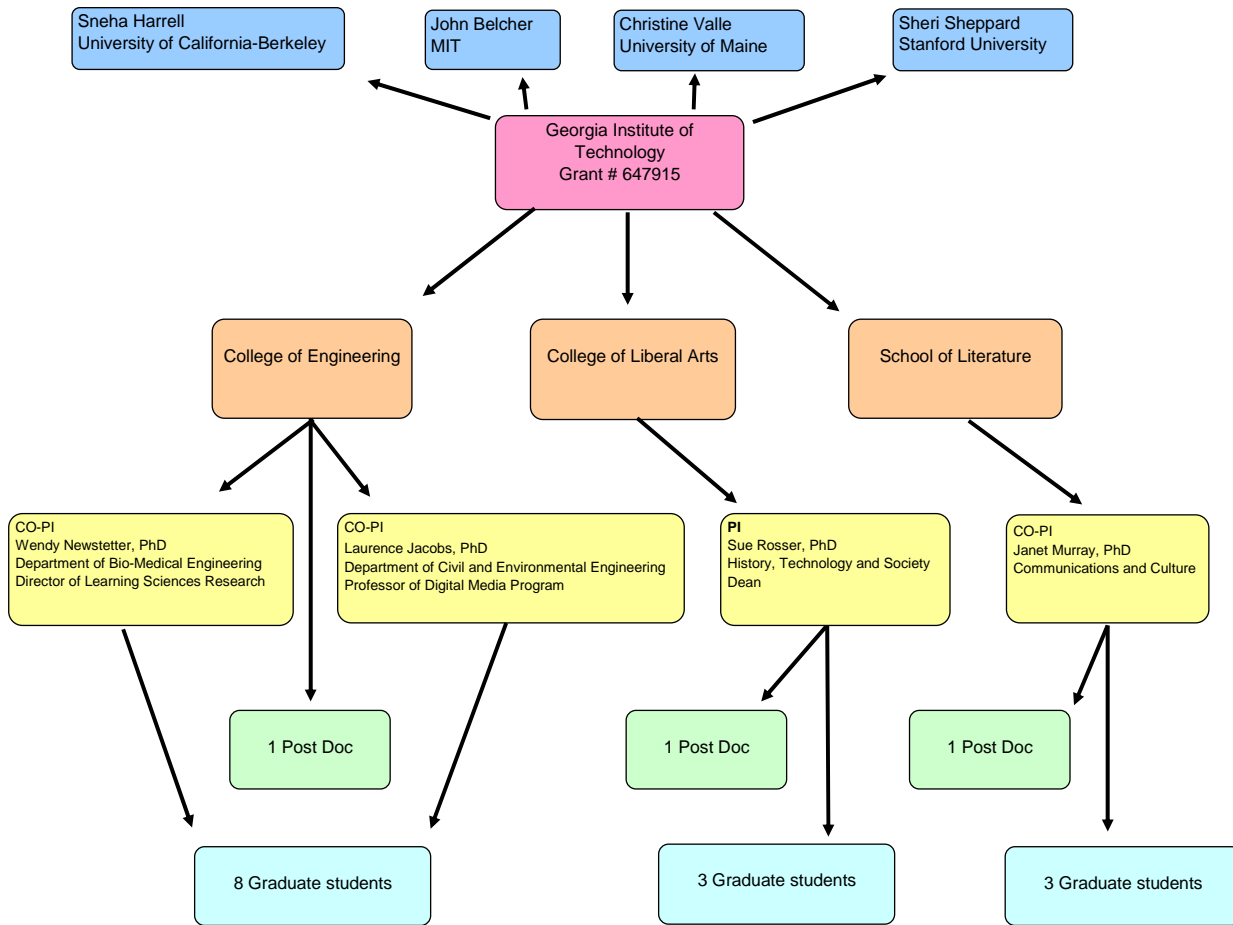 Sneha Harrell
University of California-Berkeley
John Belcher
MIT
Christine Valle
University of Maine
Sheri Sheppard
Stanford University
Georgia Institute of
Technology
Grant # 647915
College of Engineering
College of Liberal Arts
School of Literature
CO-PI
Wendy Newstetter, PhD
Department of Bio-Medical Engineering
Director of Learning Sciences Research
CO-PI
Laurence Jacobs, PhD
Department of Civil and Environmental Engineering
Professor of Digital Media Program
PI
Sue Rosser, PhD
History, Technology and Society
Dean
CO-PI
Janet Murray, PhD
Communications and Culture
1 Post Doc
1 Post Doc
1 Post Doc
8 Graduate students
3 Graduate students
3 Graduate students